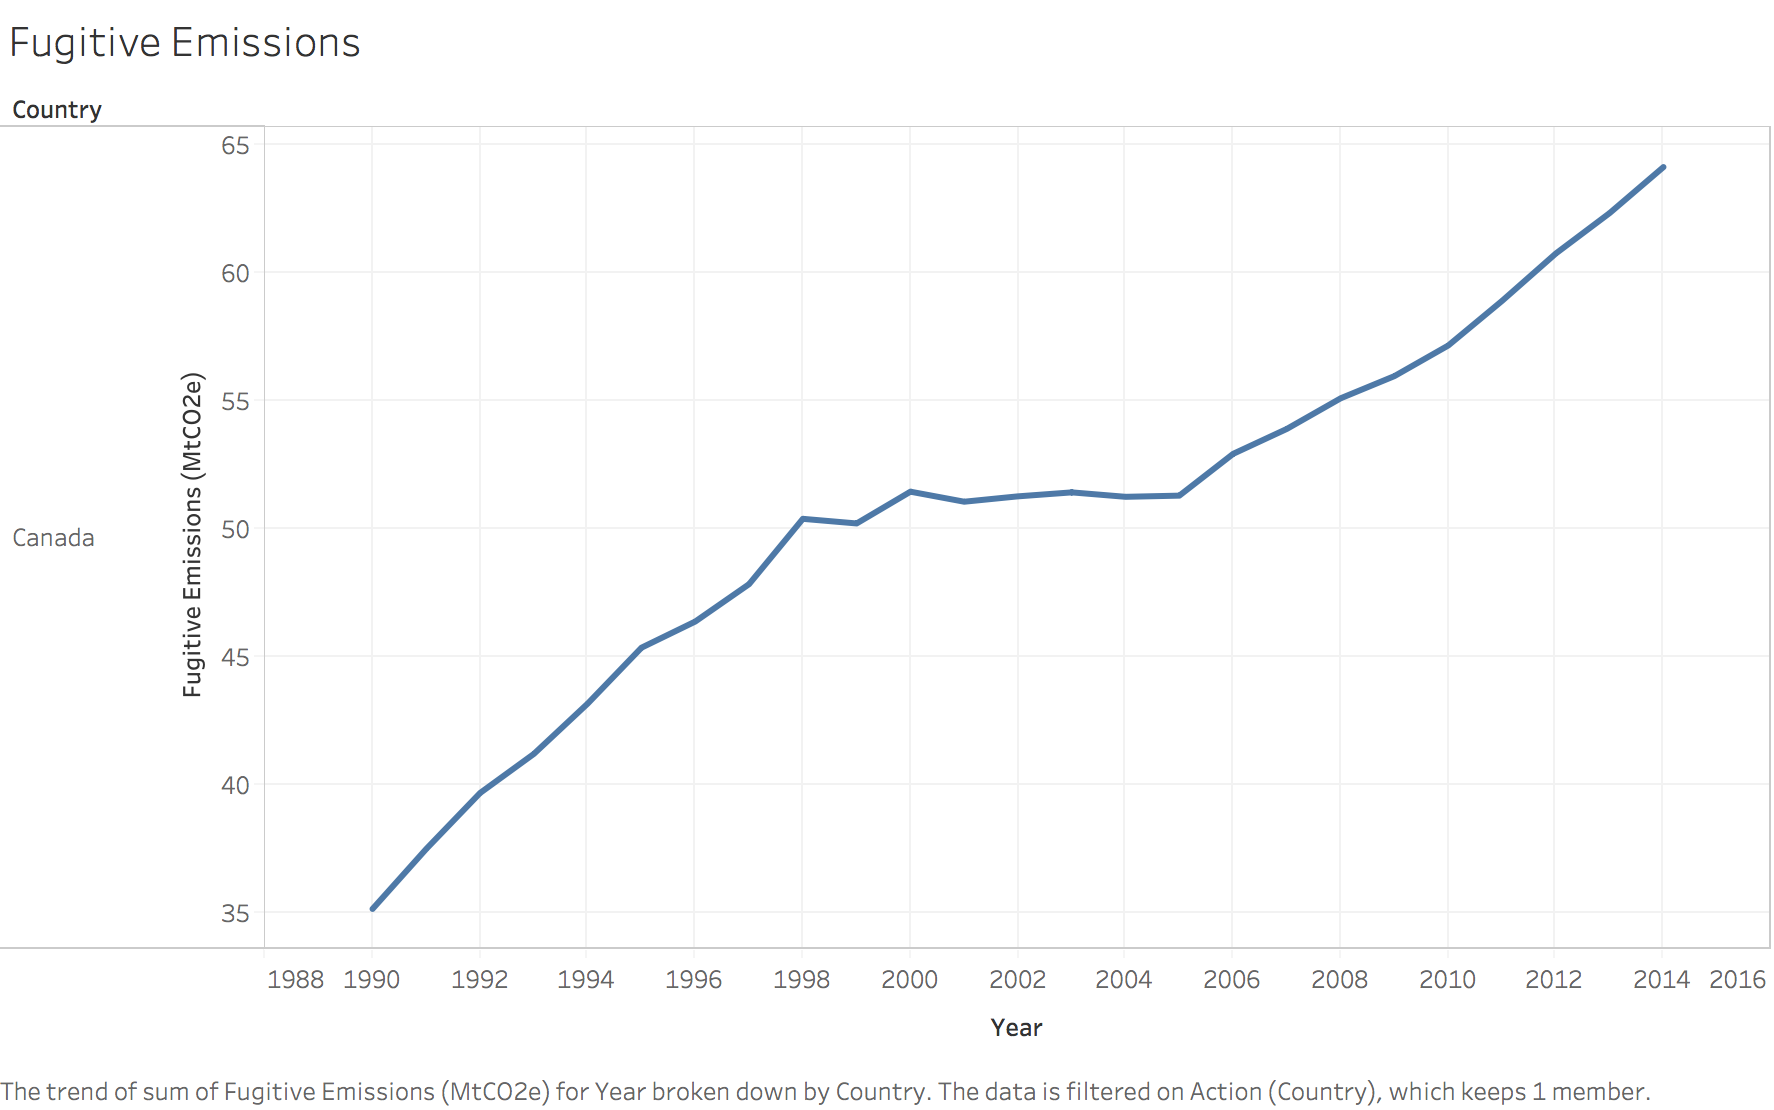 Fugitive Emissions
Country
Canada
Fugitive Emissions (MtCO2e)
65
60
55
50
45
40
35
1988 1990 1992 1994 1996 1998 2000 2002 2004 2006 2008 2010 2012 2014 2016
Year
The trend of sum of Fugitive Emissions (MtCO2e) for Year broken down by Country. The data is filtered on Action (Country), which keeps 1 member.